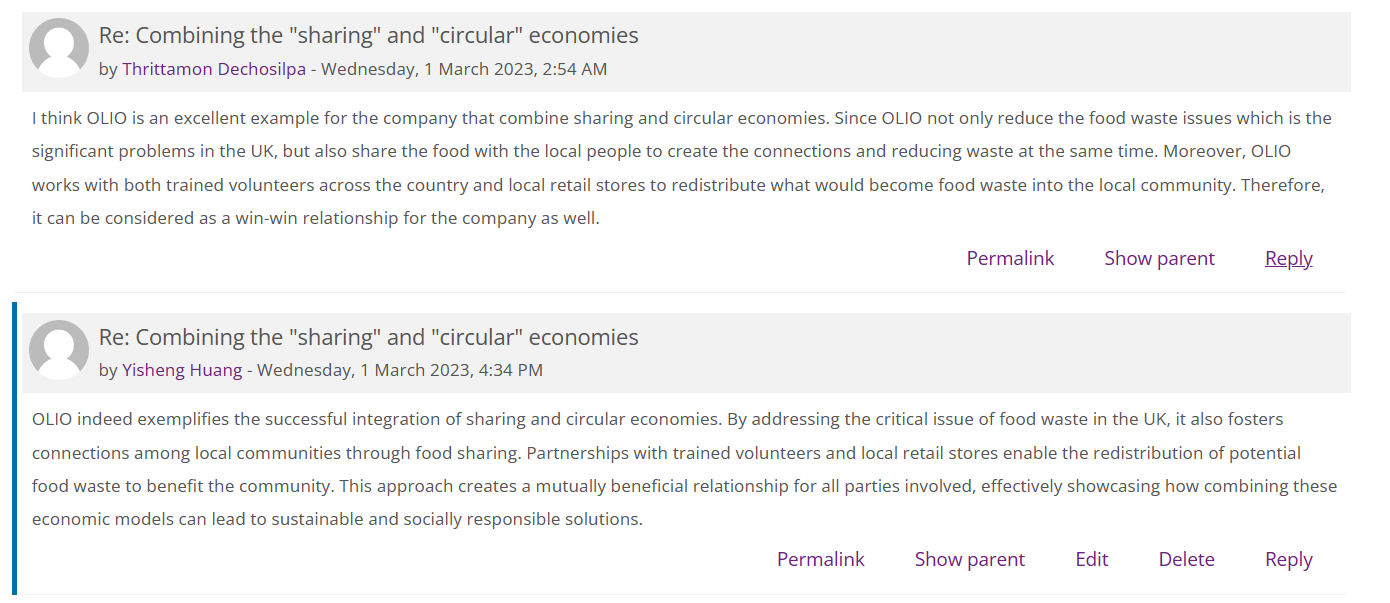 Re: Combining the "sharing" and "circular" economies
by Thrittamon Dechosilpa - Wednesday, 1 March 2023, 2:54 AM
I think OLIO is an excellent example for the company that combine sharing and circular economies. Since OLIO not only reduce the food waste issues which is the
significant problems in the UK, but also share the food with the local people to create the connections and reducing waste at the same time. Moreover, OLIO
works with both trained volunteers across the country and local retail stores to redistribute what would become food waste into the local community. Therefore,
it can be considered as a win-win relationship for the company as well.
Permalink Show parent Reply
Re: Combining the "sharing" and "circular" economies
by Yisheng Huang - Wednesday, 1 March 2023, 4:34 PM
OLIO indeed exemplifies the successful integration of sharing and circular economies. By addressing the critical issue of food waste in the UK, it also fosters
connections among local communities through food sharing. Partnerships with trained volunteers and local retail stores enable the redistribution of potential
food waste to benefit the community. This approach creates a mutually beneficial relationship for all parties involved, effectively showcasing how combining these
economic models can lead to sustainable and socially responsible solutions.
Permalink Show parent Edit Delete Reply